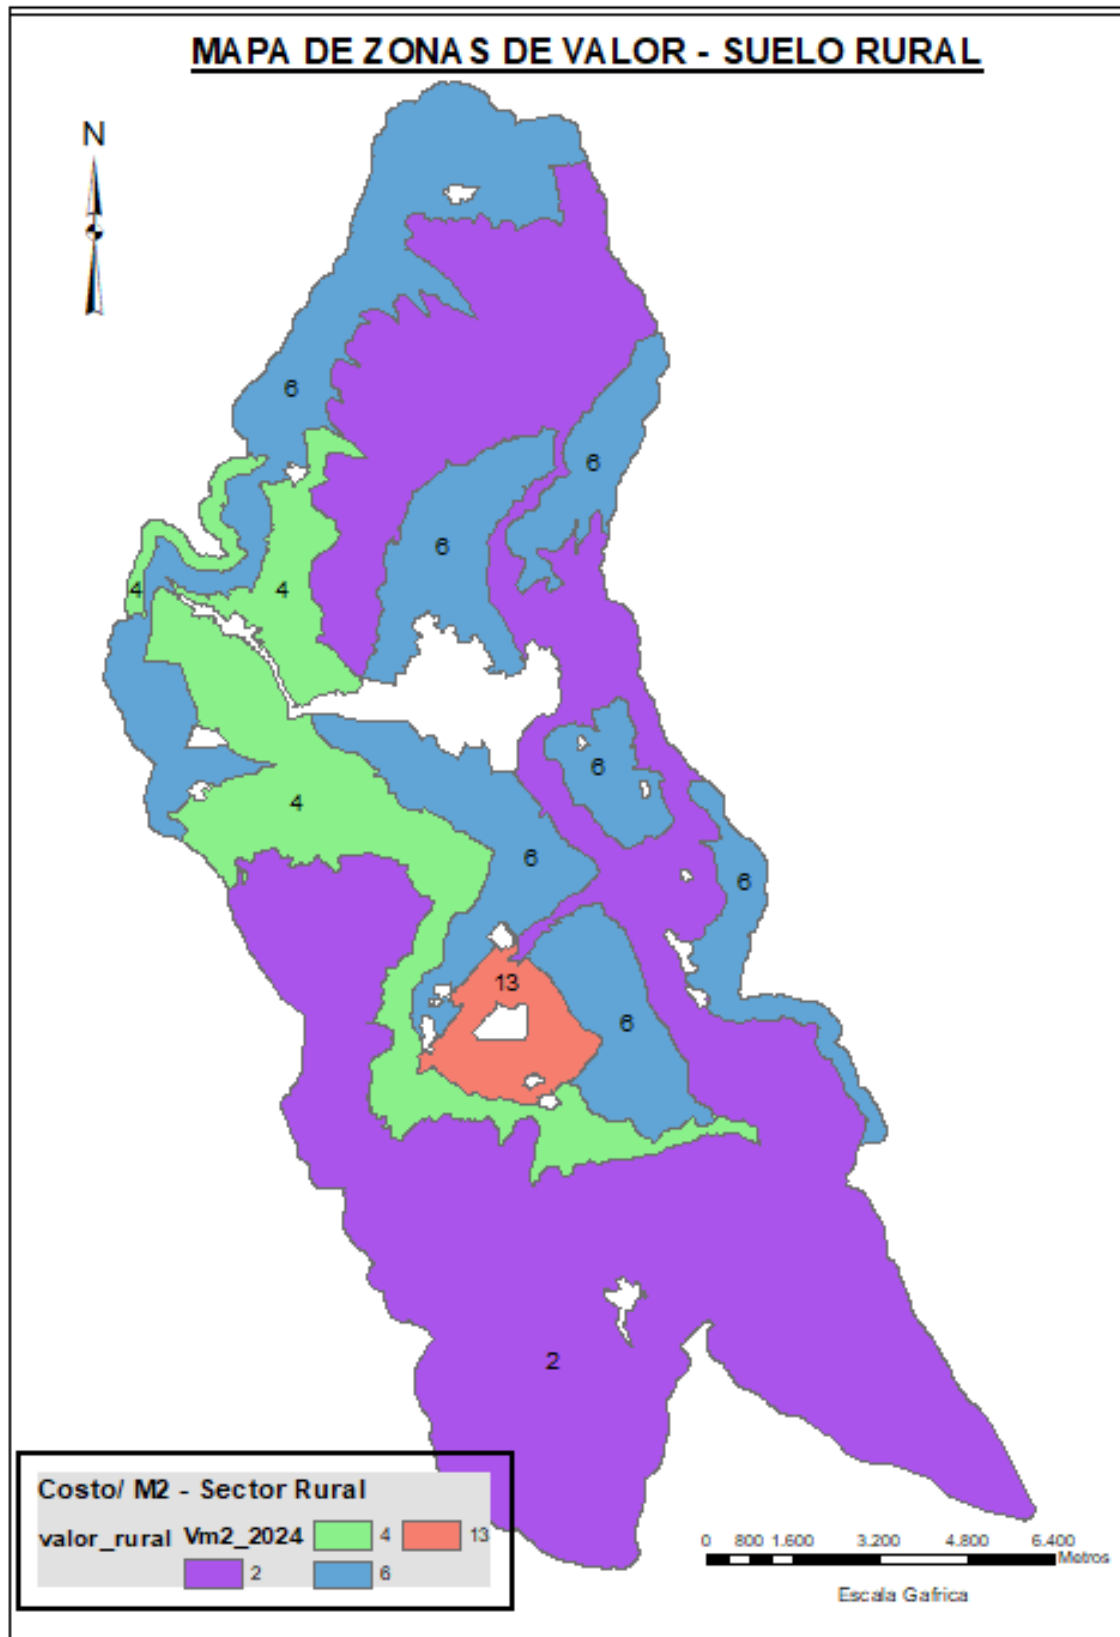 MAPA DE ZONAS DE VALOR - SUELO RURAL
N
6
6
6
4
4
6
4
6
6
13
6
2
Costo/ M2 - Sector Rural
valor_rural Vm2_2024 4 13
2 6
0 800 1.600 3.200 4.800 6.400
Metros
Escala Gafrica